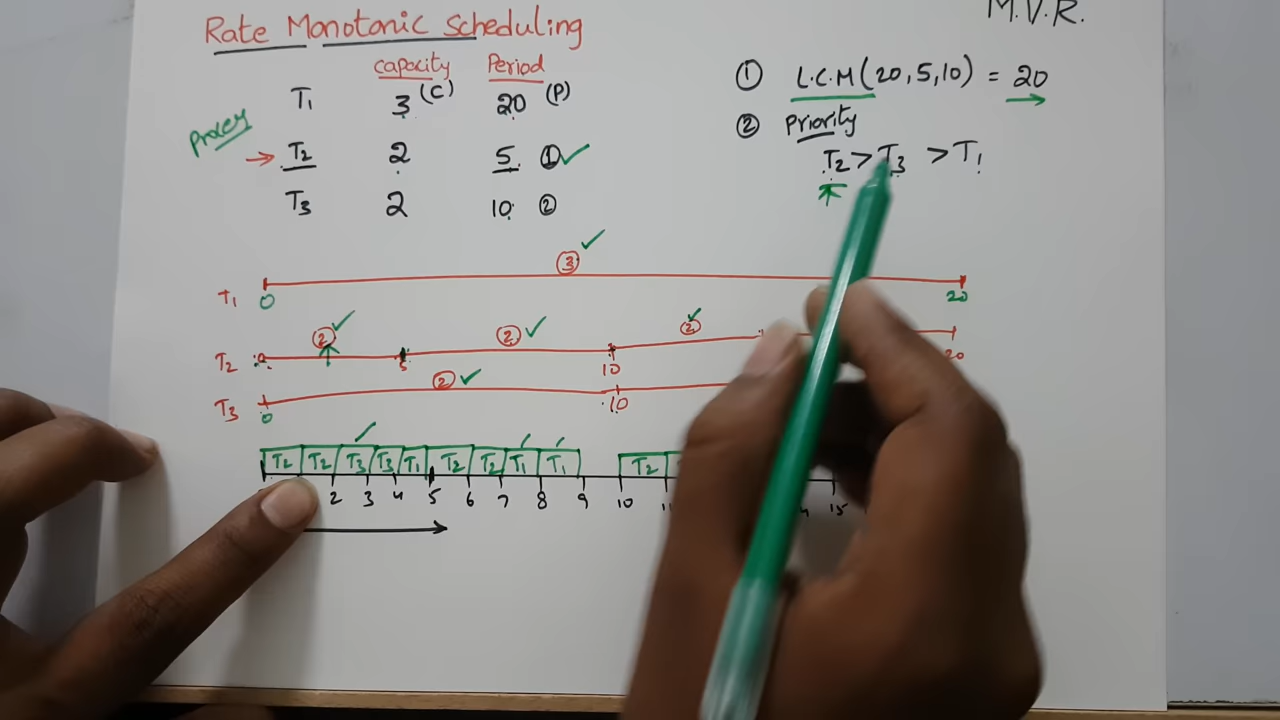 M.V.R.
Rate Monotonic Scheduling
capacity Period
T1 3 (C) 20 (P)
T2 2 5 ①
T3 2 10 ②
① L.C.M(20,5,10) = 20
② Priority
T2 > T3 > T1
③
T1 0 20
② ② ②
T2 5 10 20
②
T3 0 10
T2 T2 T3 T3 T1 T2 T2 T1 T1 T2
2 3 4 5 6 7 8 9 10 15